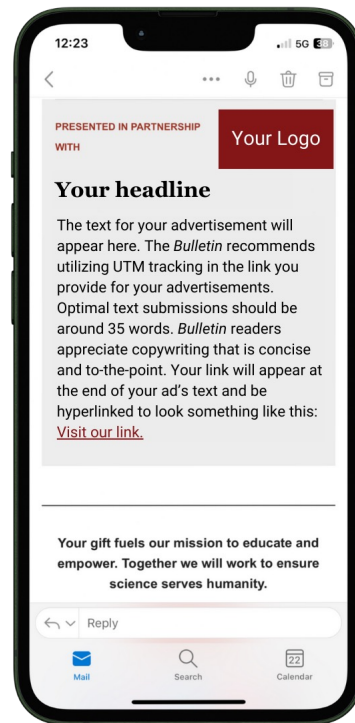 12:23
5G 38
PRESENTED IN PARTNERSHIP
WITH
Your Logo
Your headline
The text for your advertisement will
appear here. The Bulletin recommends
utilizing UTM tracking in the link you
provide for your advertisements.
Optimal text submissions should be
around 35 words. Bulletin readers
appreciate copywriting that is concise
and to-the-point. Your link will appear at
the end of your ad's text and be
hyperlinked to look something like this:
Visit our link.
Your gift fuels our mission to educate and
empower. Together we will work to ensure
science serves humanity.
Reply
Mail
Search
22
Calendar